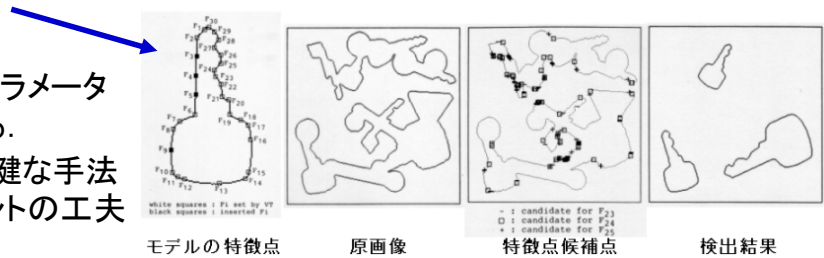 ラメータ
健な手法
ントの工夫
F30
F1 F29
F2 F28
F3 F27
F26
F25
F4 F24
F23
F22
F5 F21 F20
F6 F19
F7 F18
F8 F17
F16
F9
F10 F15
F11 F14
F12 F13
white squares : Fi set by VT
black squares : inserted Fi
- : candidate for F23
□ : candidate for F24
+ : candidate for F25
モデルの特徴点 原画像 特徴点候補点 検出結果